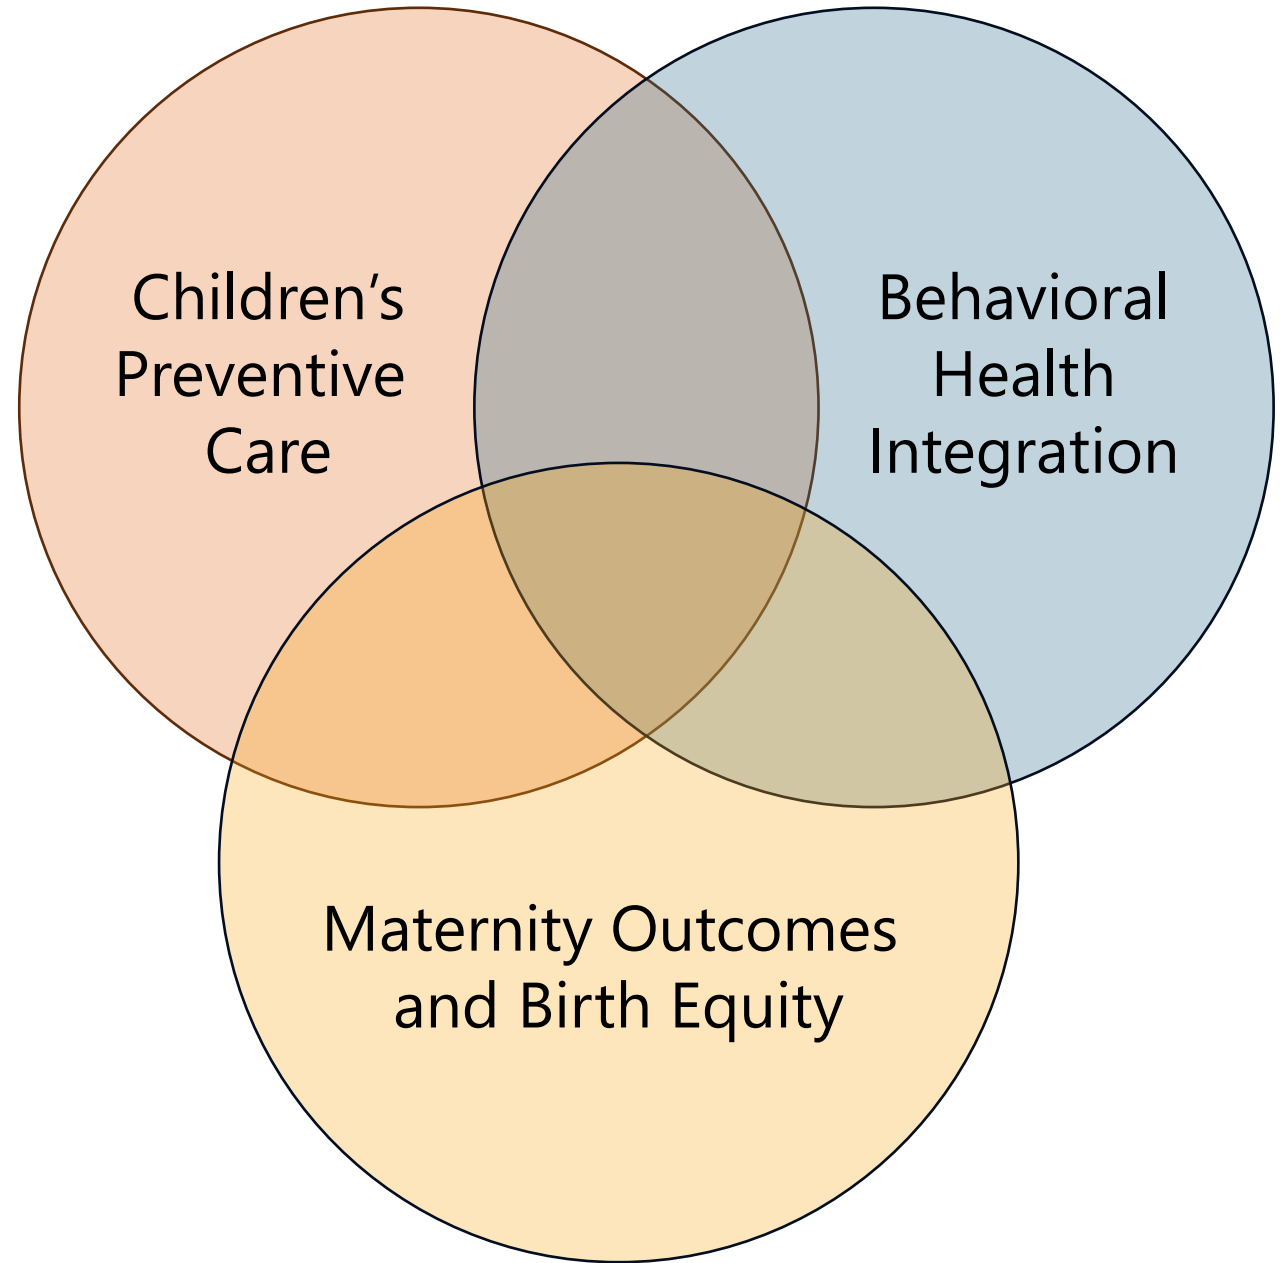 Children’s
Preventive
Care
Behavioral
Health
Integration
Maternity Outcomes
and Birth Equity